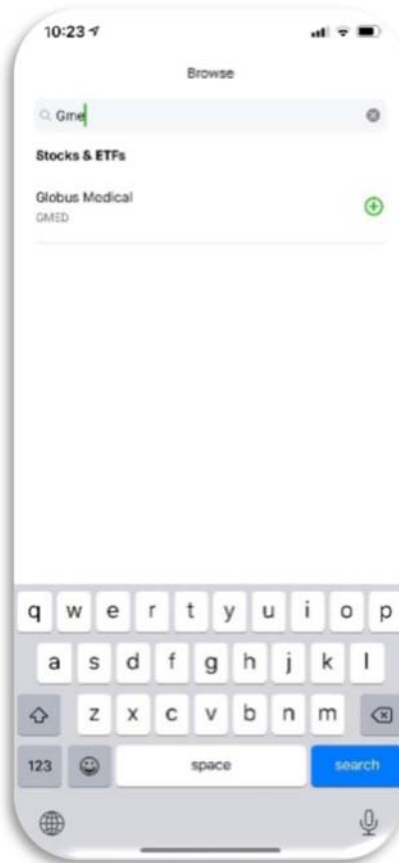 10:23
Browse
Gme
Stocks & ETFs
Globus Medical
GMED
q w e r t y u i o p
a s d f g h j k l
z x c v b n m
123 space search